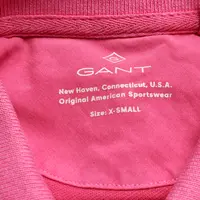 GANT
New Haven, Connecticut, U.S.A.
Original American Sportswear
Size: X-SMALL